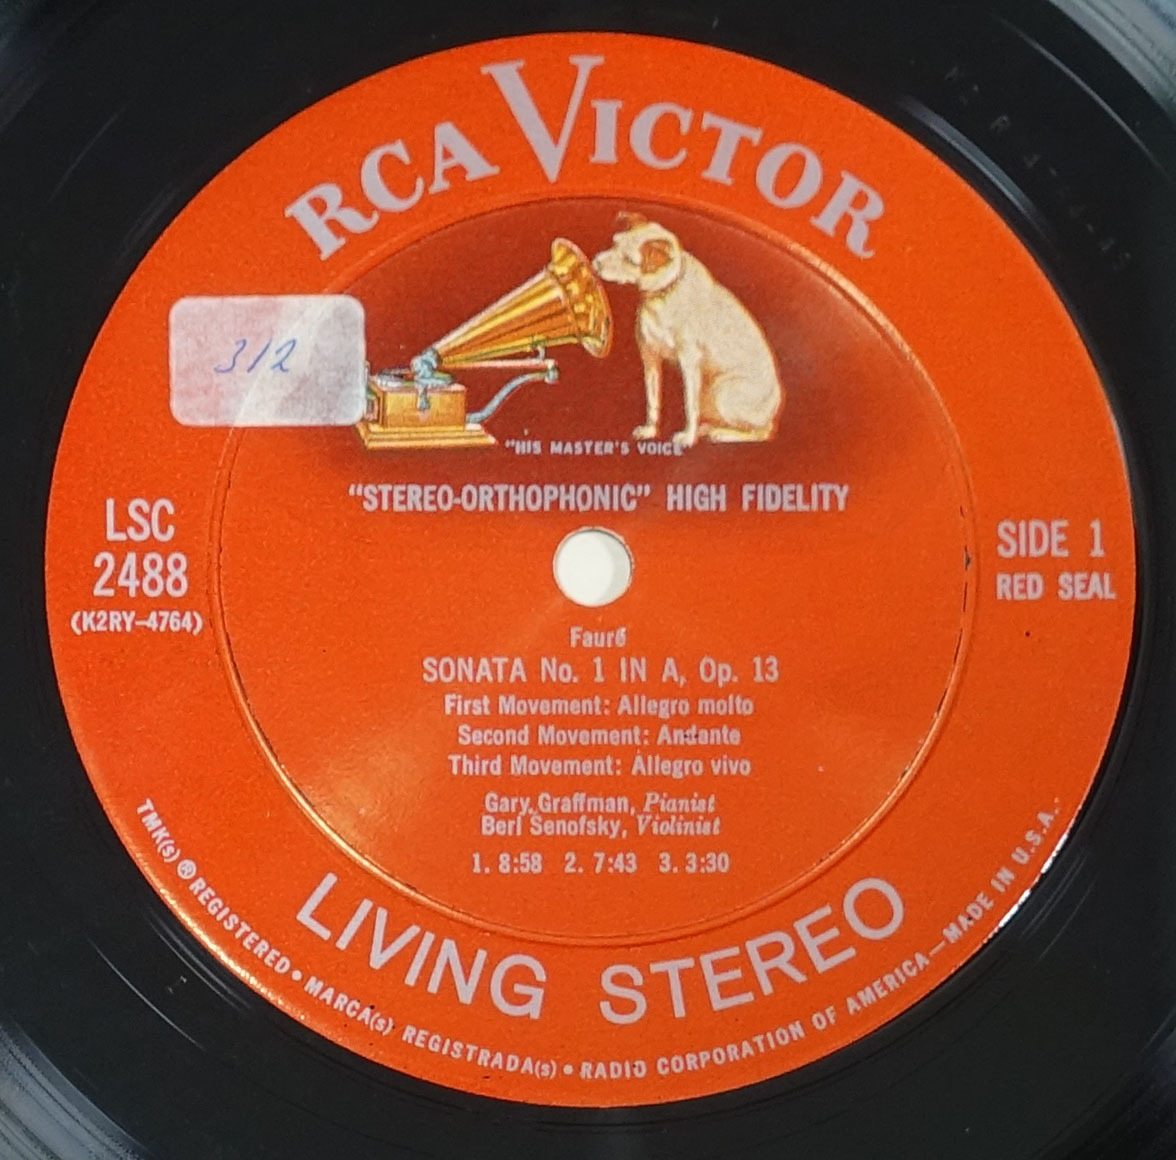 RCA VICTOR
312
"HIS MASTER'S VOICE"
"STEREO-ORTHOPHONIC" HIGH FIDELITY
LSC
2488
(K2RY-4764)
SIDE 1
RED SEAL
Fauré
SONATA No. 1 IN A, Op. 13
First Movement: Allegro molto
Second Movement: Andante
Third Movement: Allegro vivo
Gary Graffman, Pianist
Berl Senofsky, Violinist
1. 8:58 2. 7:43 3. 3:30
LIVING STEREO
TMK(s) ® REGISTERED • MARCA(s) REGISTRADA(s) • RADIO CORPORATION OF AMERICA—MADE IN U.S.A.